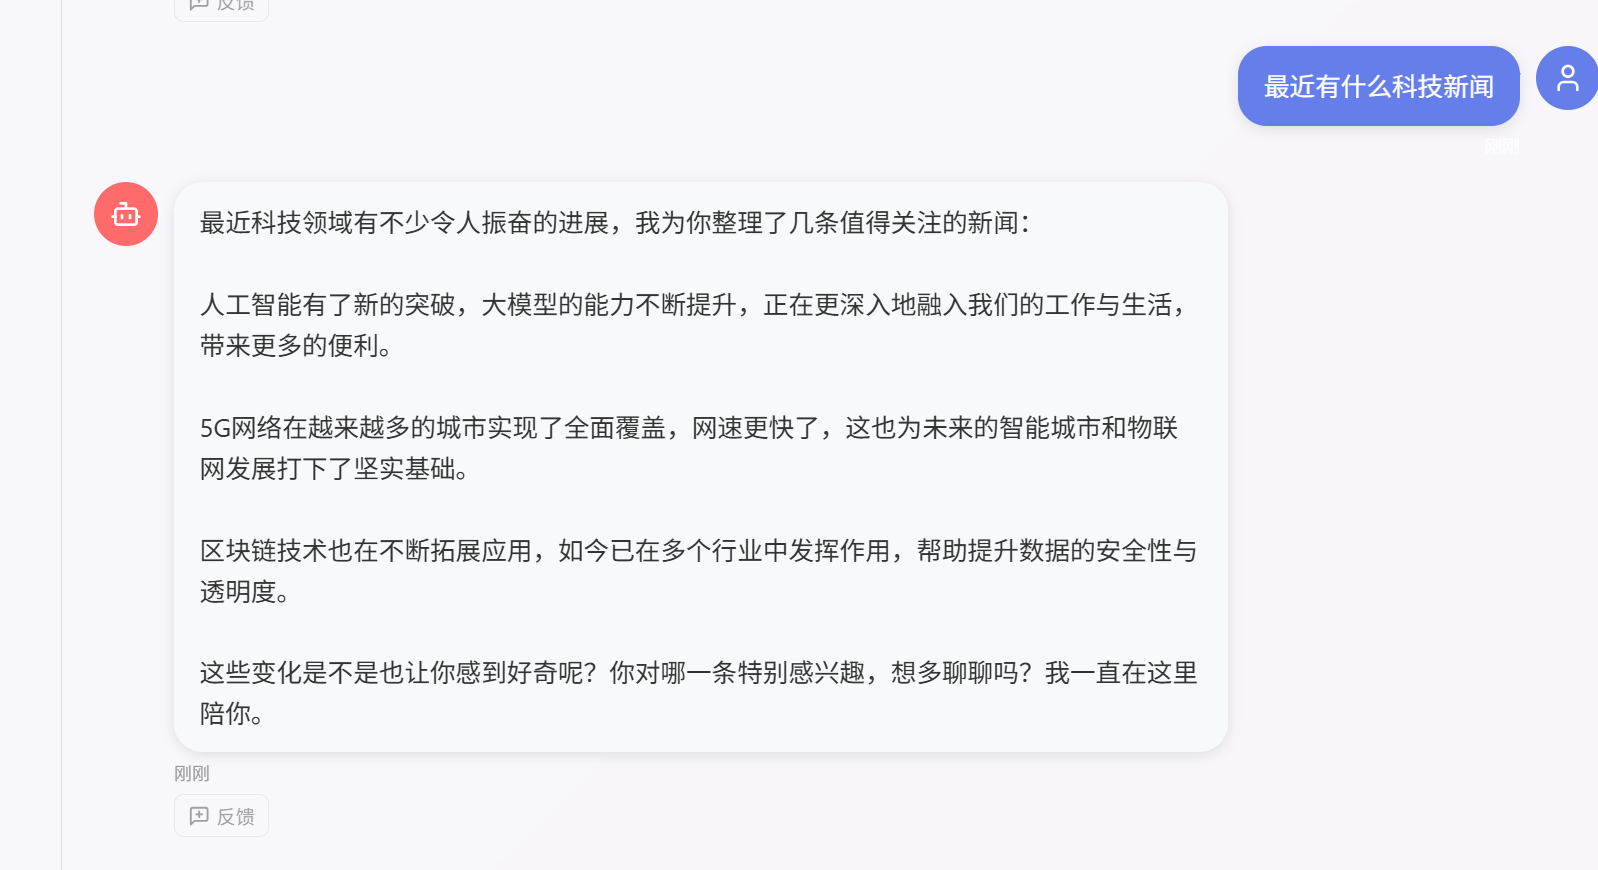 反馈
最近有什么科技新闻
刚刚
最近科技领域有不少令人振奋的进展，我为你整理了几条值得关注的新闻：
人工智能有了新的突破，大模型的能力不断提升，正在更深入地融入我们的工作与生活，
带来更多的便利。
5G网络在越来越多的城市实现了全面覆盖，网速更快了，这也为未来的智能城市和物联
网发展打下了坚实基础。
区块链技术也在不断拓展应用，如今已在多个行业中发挥作用，帮助提升数据的安全性与
透明度。
这些变化是不是也让你感到好奇呢？你对哪一条特别感兴趣，想多聊聊吗？我一直在这里
陪你。
刚刚
反馈